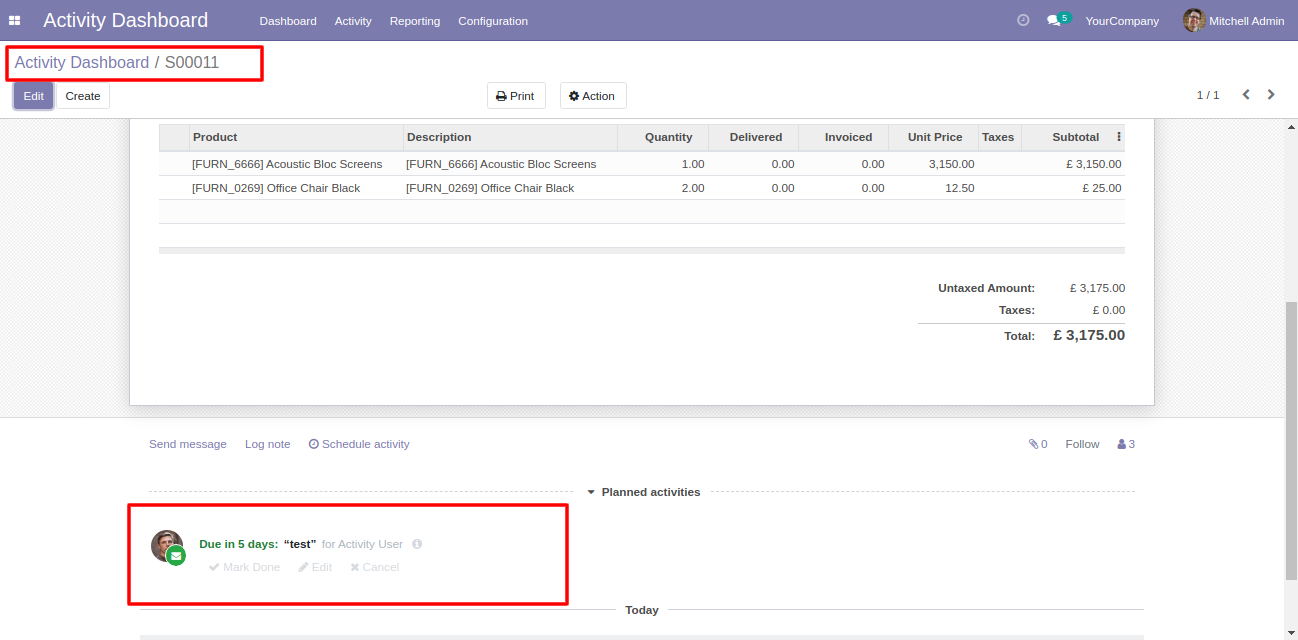 Activity Dashboard Dashboard Activity Reporting Configuration 5 YourCompany Mitchell Admin
Activity Dashboard / S00011
Edit Create Print Action 1 / 1
Product Description Quantity Delivered Invoiced Unit Price Taxes Subtotal
[FURN_6666] Acoustic Bloc Screens [FURN_6666] Acoustic Bloc Screens 1.00 0.00 0.00 3,150.00 £ 3,150.00
[FURN_0269] Office Chair Black [FURN_0269] Office Chair Black 2.00 0.00 0.00 12.50 £ 25.00
Untaxed Amount: £ 3,175.00
Taxes: £ 0.00
Total: £ 3,175.00
Send message Log note Schedule activity 0 Follow 3
Planned activities
Due in 5 days: “test” for Activity User
Mark Done Edit Cancel
Today